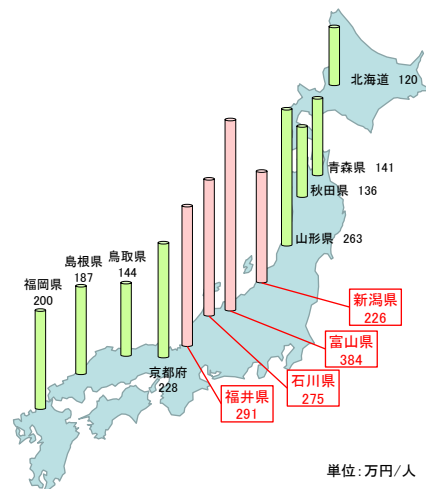 北海道 120
青森県 141
秋田県 136
山形県 263
鳥取県
144
島根県
187
福岡県
200
新潟県
226
富山県
384
石川県
275
京都府
228
福井県
291
単位:万円/人